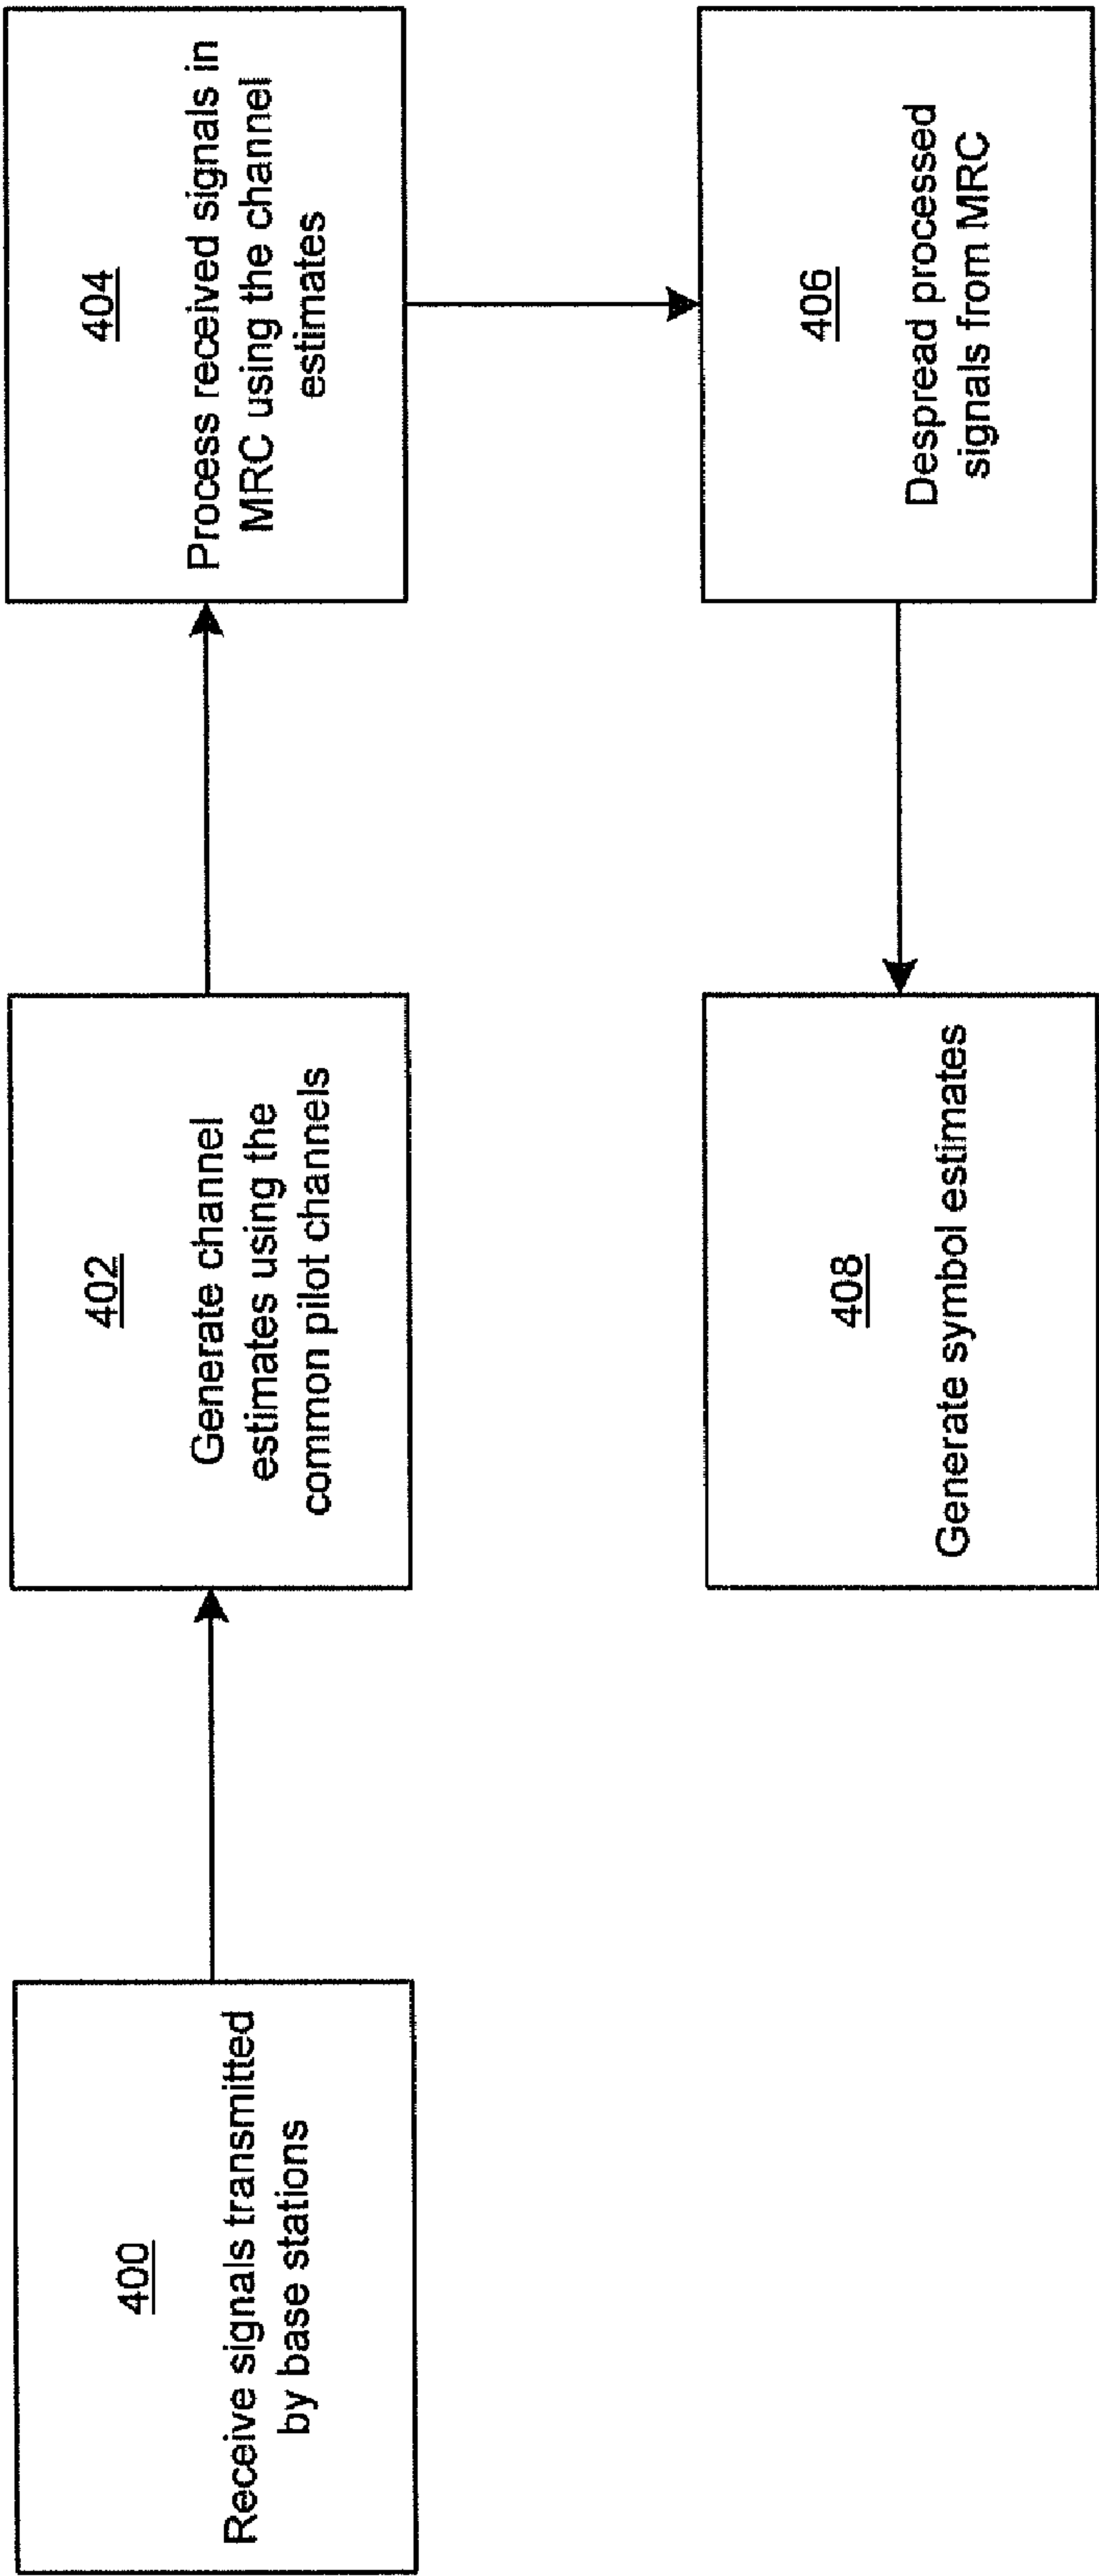 400
Receive signals transmitted
by base stations
402
Generate channel
estimates using the
common pilot channels
404
Process received signals in
MRC using the channel
estimates
406
Despread processed
signals from MRC
408
Generate symbol estimates